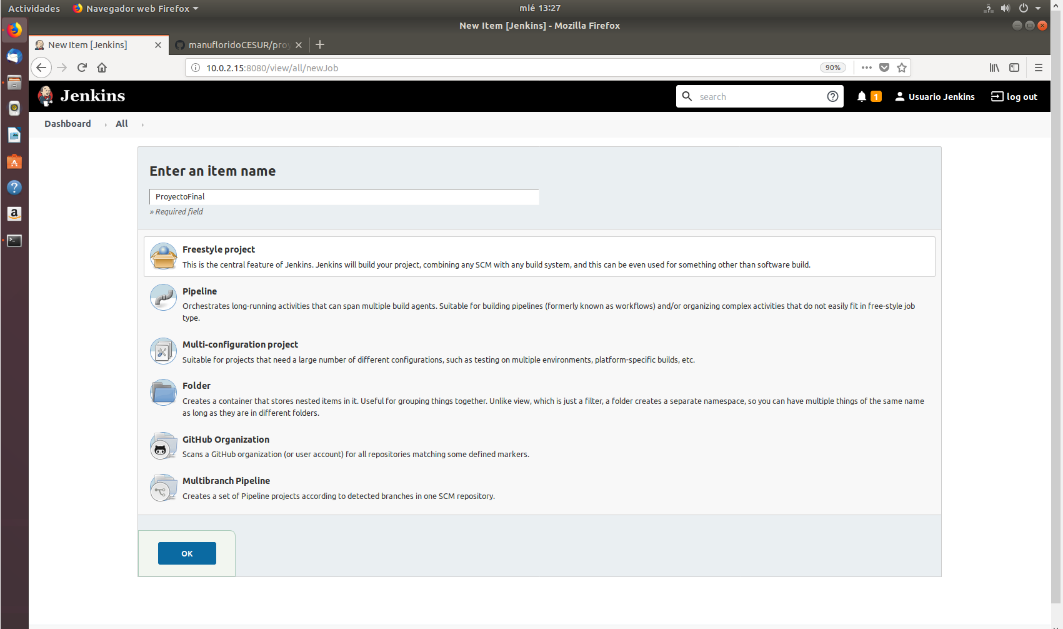 Actividades Navegador web Firefox mié 13:27
New Item [Jenkins] - Mozilla Firefox
New Item [Jenkins] manufloridoCESUR/pro
10.0.2.15:8080/view/all/newJob 90%
Jenkins search 1 Usuario Jenkins log out
Dashboard All
Enter an item name
ProyectoFinal
» Required field
Freestyle project
This is the central feature of Jenkins. Jenkins will build your project, combining any SCM with any build system, and this can be even used for something other than software build.
Pipeline
Orchestrates long-running activities that can span multiple build agents. Suitable for building pipelines (formerly known as workflows) and/or organizing complex activities that do not easily fit in free-style job
type.
Multi-configuration project
Suitable for projects that need a large number of different configurations, such as testing on multiple environments, platform-specific builds, etc.
Folder
Creates a container that stores nested items in it. Useful for grouping things together. Unlike view, which is just a filter, a folder creates a separate namespace, so you can have multiple things of the same name
as long as they are in different folders.
GitHub Organization
Scans a GitHub organization (or user account) for all repositories matching some defined markers.
Multibranch Pipeline
Creates a set of Pipeline projects according to detected branches in one SCM repository.
OK